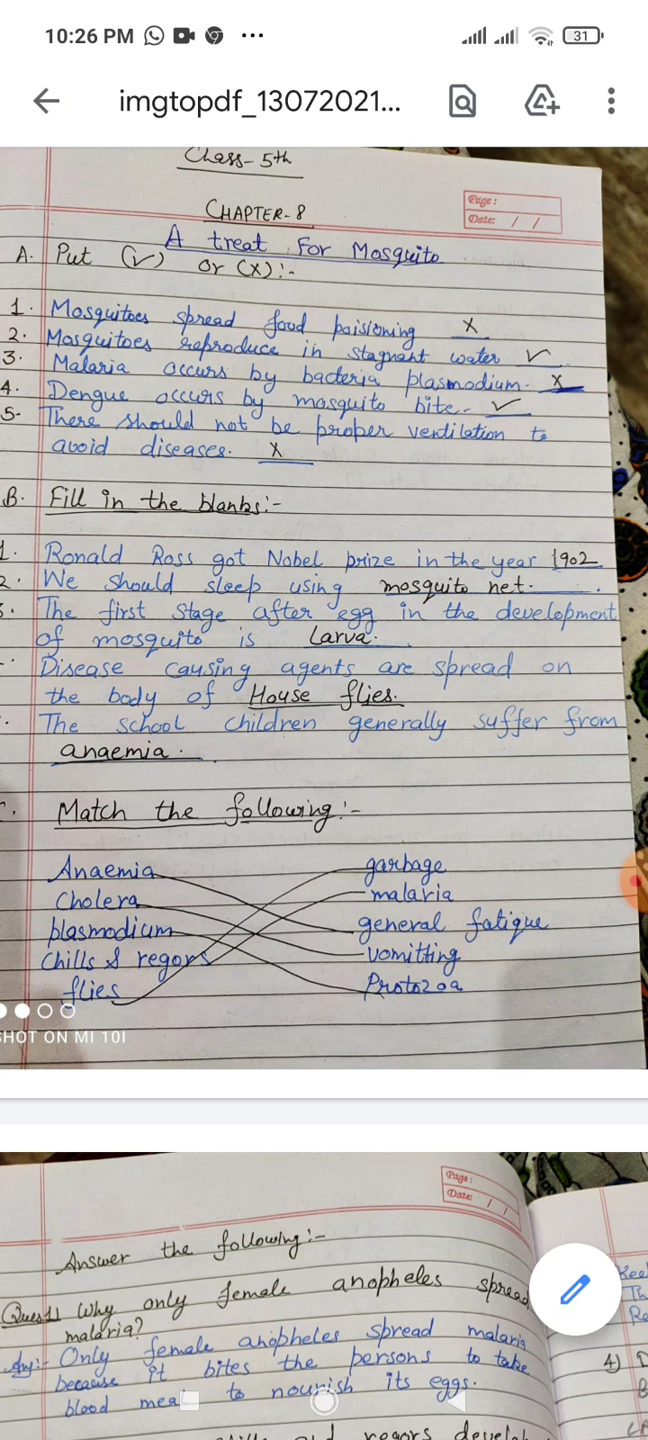 10:26 PM
31
imgtopdf_13072021...
Class- 5th
Page:
Date: / /
CHAPTER-8
A treat For Mosquito
A. Put (✓) or (x):-
1. Mosquitoes spread food poisioning x
2. Mosquitoes reproduce in stagnant water ✓
3. Malaria occurs by bacteria plasmodium. x
4. Dengue occurs by mosquito bite. ✓
5- There should not be proper ventilation to
avoid diseases. x
B. Fill in the blanks:-
1. Ronald Ross got Nobel prize in the year 1902
2. We should sleep using mosquito net.
The first stage after egg in the development
of mosquito is Larva.
Disease causing agents are spread on
the body of House flies.
The school children generally suffer from
anaemia.
Match the following:-
Anaemia garbage
Cholera malaria
plasmodium general fatique
Chills & regors vomitting
flies Protozoa
SHOT ON MI 10I
Page:
Date: / /
Answer the following:-
Ques1) Why only female anopheles spread
malaria?
Ans:- Only female anopheles spread malaria
because it bites the persons to take
blood meal to nourish its eggs.
4)
and regors develop